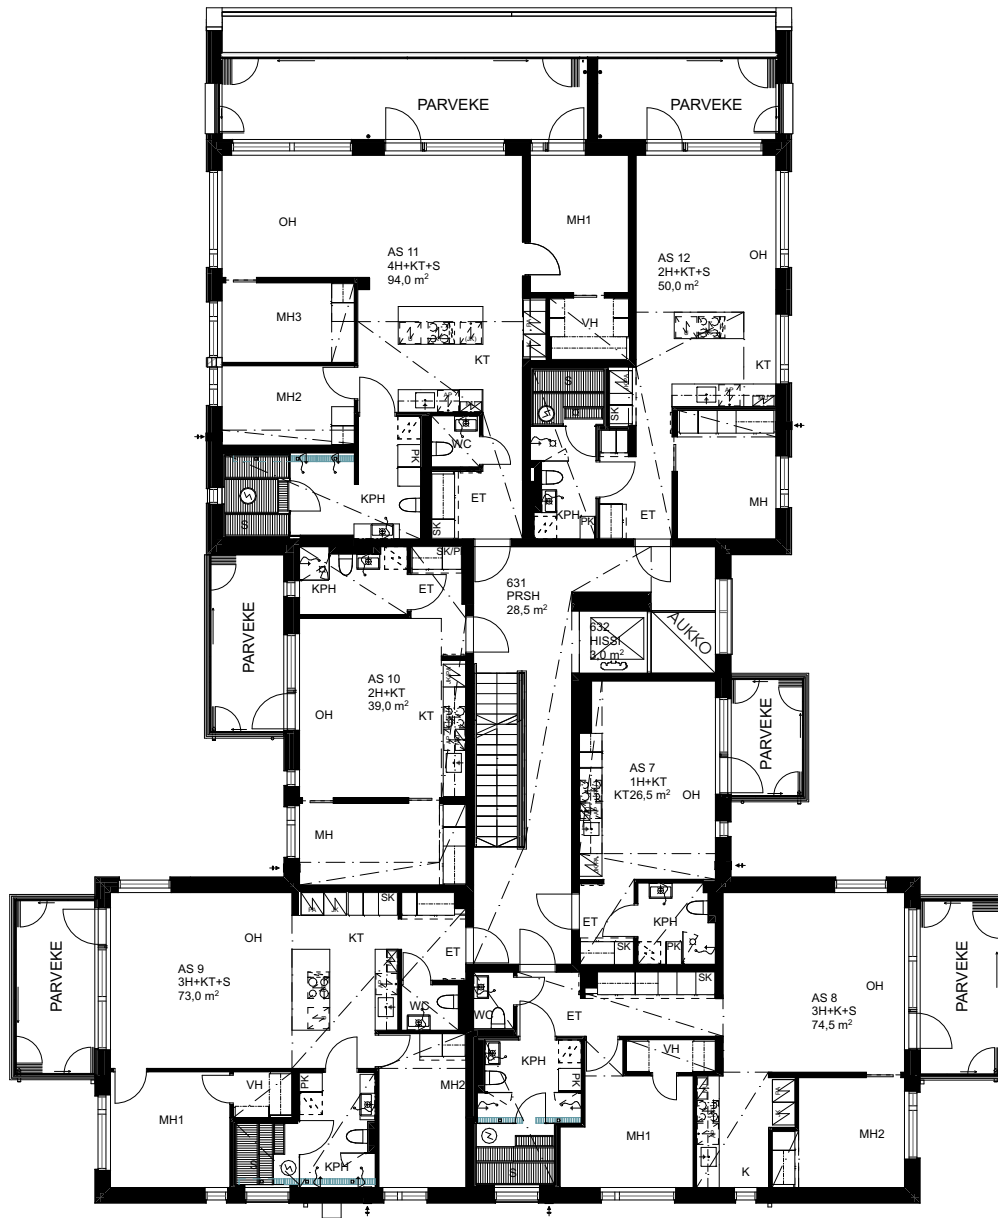 PARVEKE
PARVEKE
OH
AS 11
4H+KT+S
94,0 m²
MH1
AS 12
2H+KT+S
50,0 m²
OH
MH3
VH
KT
KT
MH2
S
S
SK
WC
PK
ET
KPH
SK
S
KPH
PK
ET
MH
SK/P
KPH
ET
631
PRSH
28,5 m²
PARVEKE
632
HISSI
3,0 m²
AUKKO
AS 10
2H+KT
39,0 m²
OH
KT
PARVEKE
AS 7
1H+KT
KT26,5 m²
OH
MH
SK
ET
KPH
SK
PK
PARVEKE
OH
KT
ET
AS 9
3H+KT+S
73,0 m²
WC
SK
OH
AS 8
3H+K+S
74,5 m²
PARVEKE
WC
ET
VH
KPH
PK
VH
PK
MH2
MH1
S
KPH
S
MH1
K
MH2